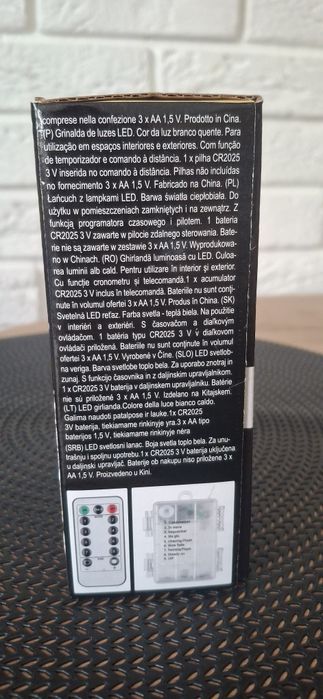 comprese nella confezione 3 x AA 1,5 V. Prodotto in Cina.
(P) Grinalda de luzes LED. Cor da luz branco quente. Para
utilização em espaços interiores e exteriores. Com função
de temporizador e comando à distância. 1 x pilha CR2025
3 V inserida no comando à distância. Pilhas não incluídas
no fornecimento 3 x AA 1,5 V. Fabricado na China. (PL)
Łańcuch z lampkami LED. Barwa światła ciepłobiała. Do
użytku w pomieszczeniach zamkniętych i na zewnątrz. Z
funkcją programatora czasowego i pilotem. 1 bateria
CR2025 3 V zawarte w pilocie zdalnego sterowania. Bate-
rie nie są zawarte w zestawie 3 x AA 1,5 V. Wyprodukowa-
no w Chinach. (RO) Ghirlandă luminoasă cu LED. Culoa-
rea luminii alb cald. Pentru utilizare în interior și exterior.
Cu funcție cronometru și telecomandă.1 x acumulator
CR2025 3 V inclus în telecomandă. Bateriile nu sunt conți-
nute în volumul ofertei 3 x AA 1,5 V. Produs în China. (SK)
Svetelná LED reťaz. Farba svetla - teplá biela. Na použitie
v interiéri a exteriéri. S časovačom a diaľkovým
ovládačom. 1 batéria typu CR2025 3 V v diaľkovom
ovládači priložená. Bateriile nu sunt conținute în volumul
ofertei 3 x AA 1,5 V. Vyrobené v Číne. (SLO) LED svetlob-
na veriga. Barva svetlobe toplo bela. Za uporabo znotraj in
zunaj. S funkcijo časovnika in z daljinskim upravljalnikom.
1 x CR2025 3 V baterija v daljinskem upravljalniku. Baterije
nie sú priložené 3 x AA 1,5 V. Izdelano na Kitajskem.
(LT) LED girlianda.Colore della luce bianco caldo.
Galima naudoti patalpose ir lauke.1x CR2025
3V baterija, tiekiamame rinkinyje yra.3 x AA tipo
baterijos 1,5 V, tiekiamame rinkinyje nėra
(SRB) LED svetlosni lanac. Boja svetla toplo bela. Za unu-
trašnju i spoljnu upotrebu.1 x CR2025 3 V baterija uključena
u daljinski upravljač. Baterije ob nakupu niso priložene 3 x
AA 1,5 V. Proizvedeno u Kini.